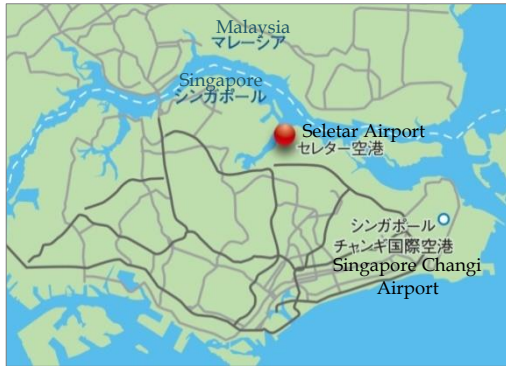 Malaysia
マレーシア
Singapore
シンガポール
Seletar Airport
セレター空港
シンガポール
チャンギ国際空港
Singapore Changi
Airport